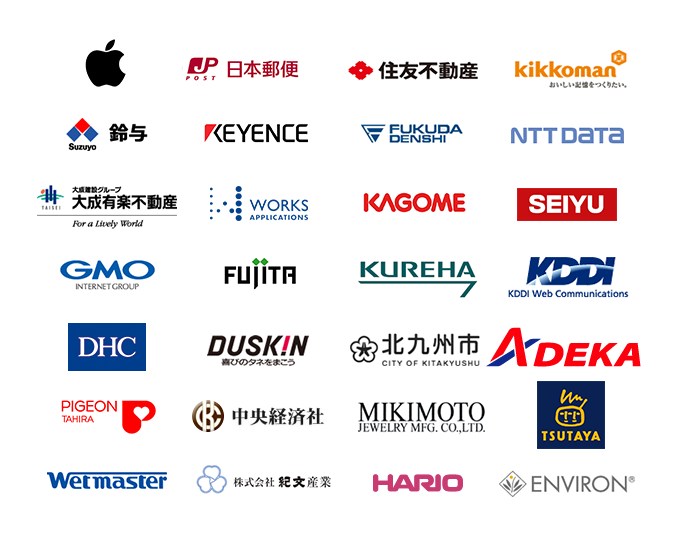 JP
POST
日本郵便
住友不動産
kikkoman
おいしい記憶をつくりたい。
Suzuyo
鈴与
KEYENCE
FUKUDA
DENSHI
NTT DATA
TAISEI
大成建設グループ
大成有楽不動産
For a Lively World
WORKS
APPLICATIONS
KAGOME
SEIYU
GMO
INTERNET GROUP
FUJITA
KUREHA
KDDI
KDDI Web Communications
DHC
DUSKIN
喜びのタネをまこう
北九州市
CITY OF KITAKYUSHU
ADEKA
PIGEON
TAHIRA
中央経済社
MIKIMOTO
JEWELRY MFG. CO.,LTD.
TSUTAYA
Wetmaster
株式会社 紀文産業
HARIO
ENVIRON®